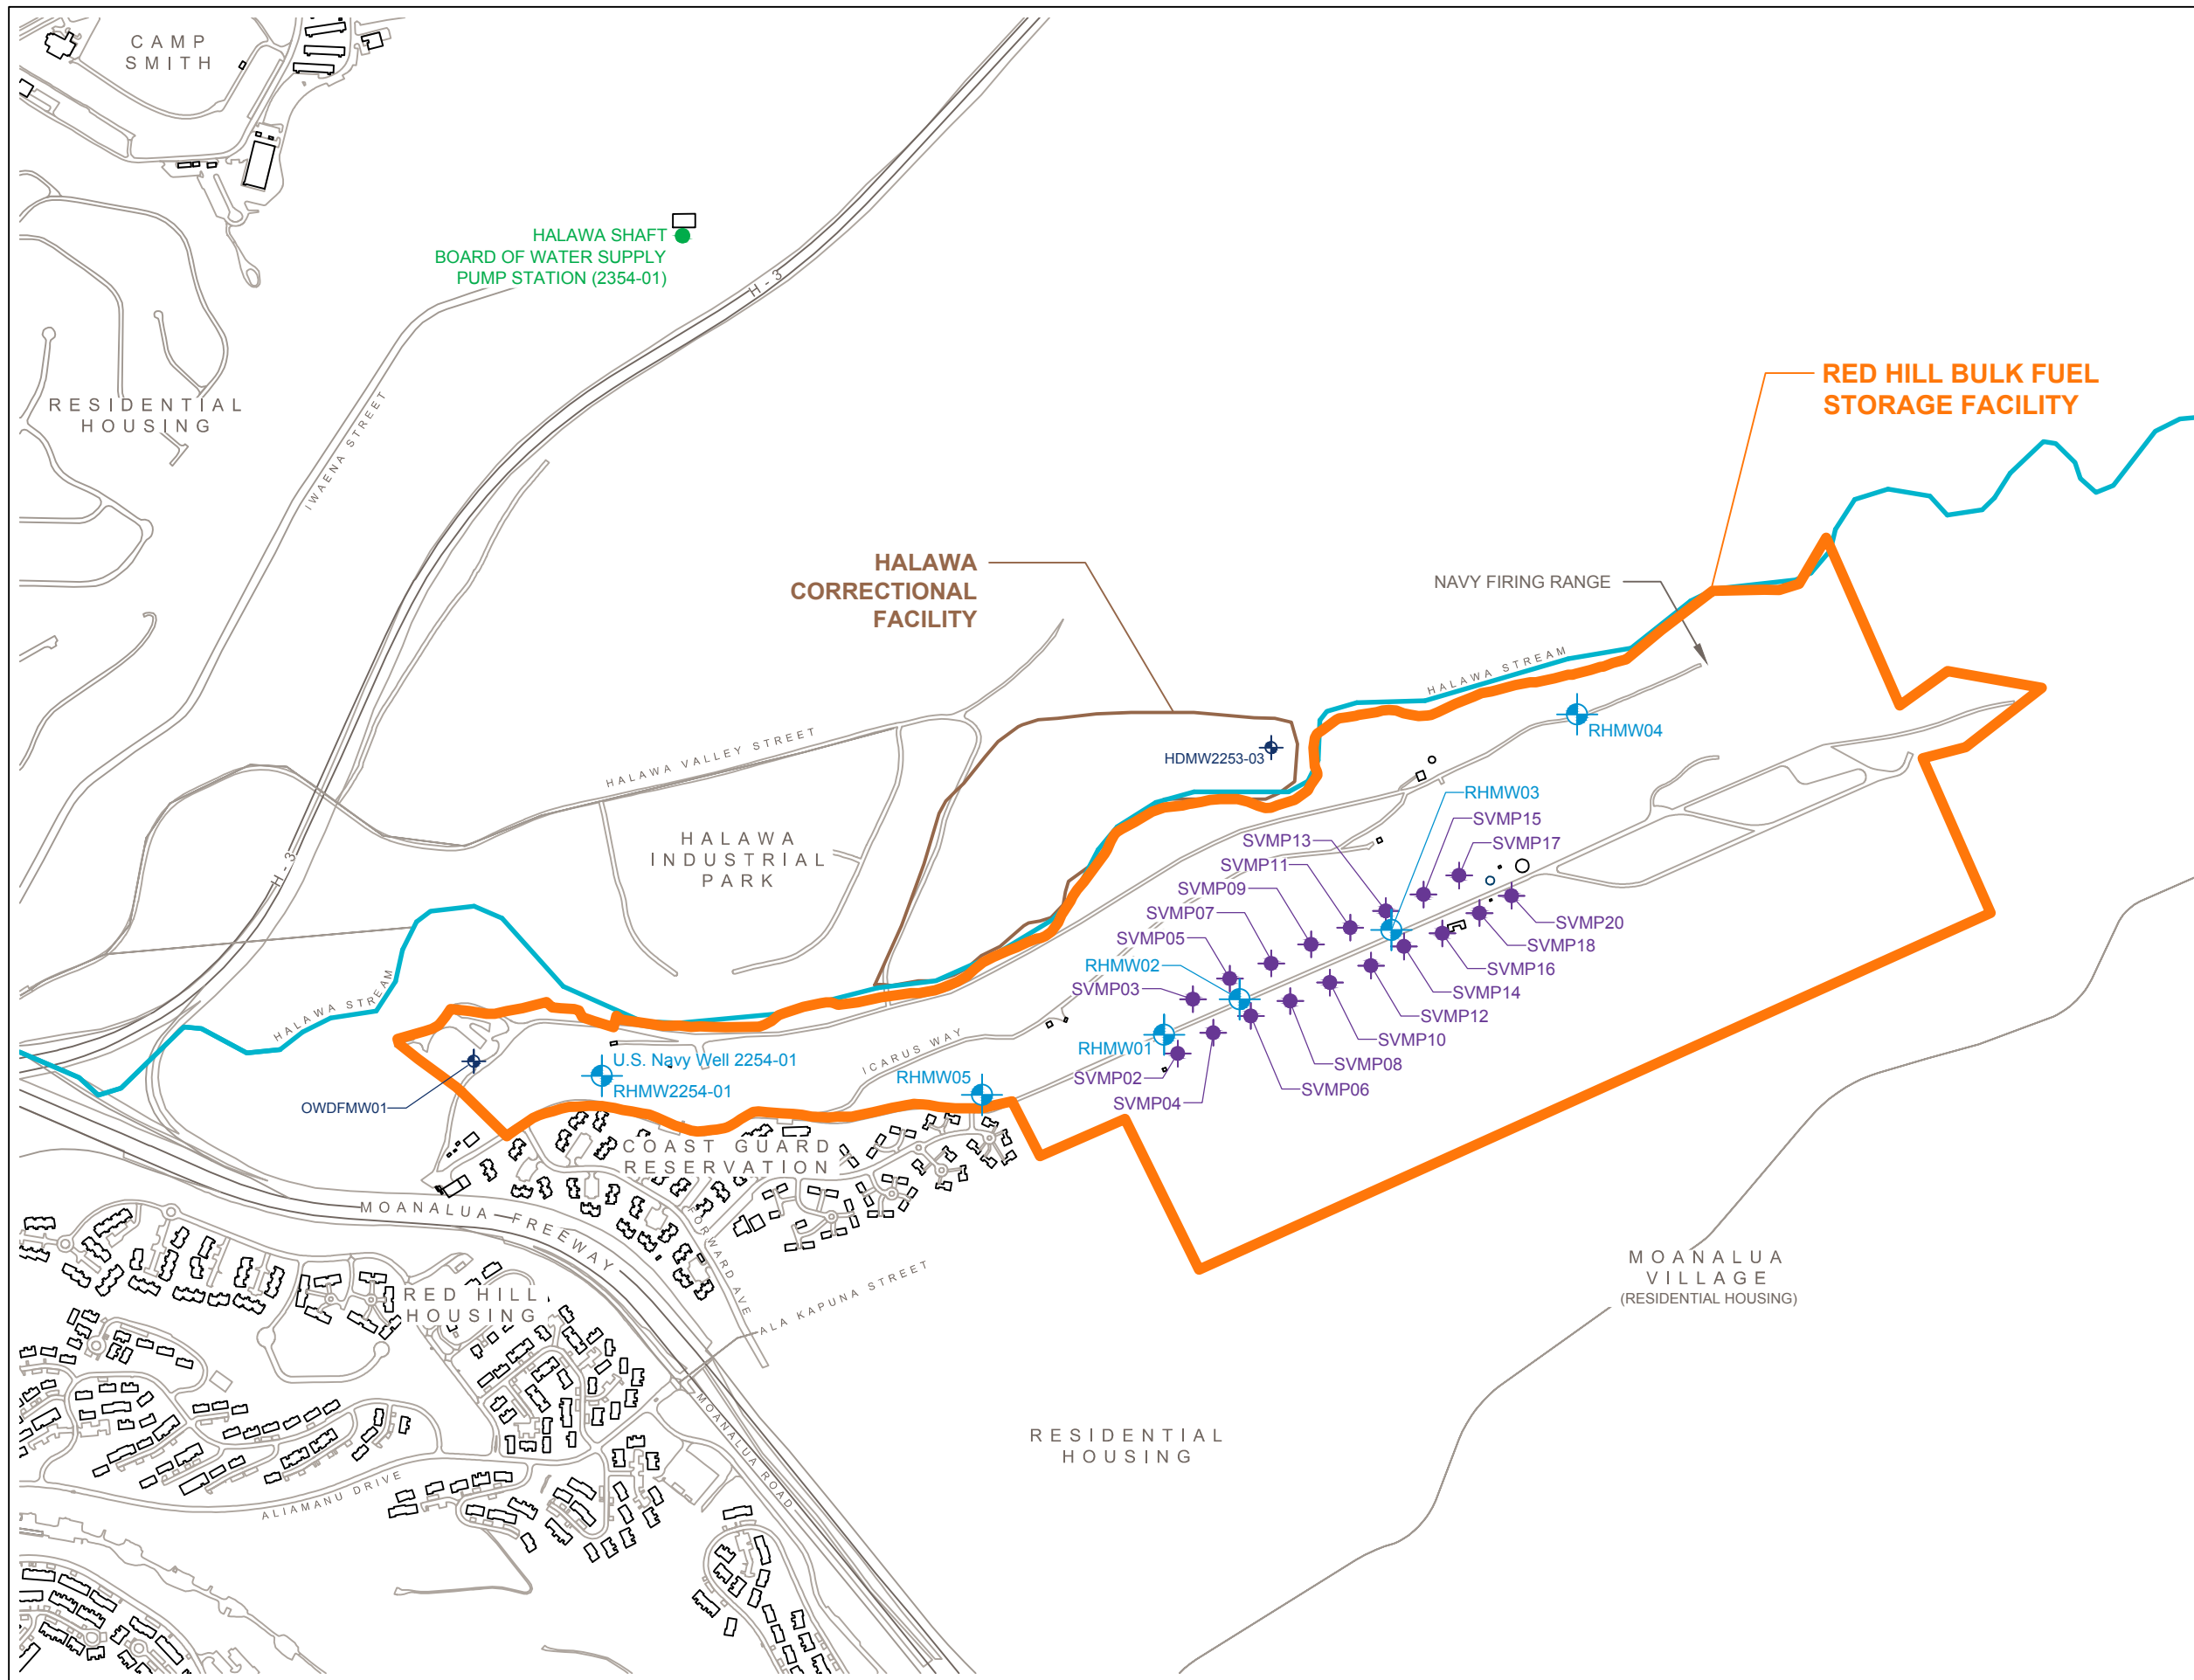 CAMP
SMITH
HALAWA SHAFT
BOARD OF WATER SUPPLY
PUMP STATION (2354-01)
H - 3
RED HILL BULK FUEL
STORAGE FACILITY
RESIDENTIAL
HOUSING
IWAENA STREET
HALAWA
CORRECTIONAL
FACILITY
NAVY FIRING RANGE
HALAWA STREAM
RHMW04
HDMW2253-03
HALAWA VALLEY STREET
RHMW03
SVMP15
SVMP17
SVMP13
SVMP11
SVMP09
SVMP07
SVMP05
RHMW02
SVMP03
HALAWA
INDUSTRIAL
PARK
H - 3
SVMP20
SVMP18
SVMP16
SVMP14
SVMP12
SVMP10
SVMP08
SVMP06
HALAWA STREAM
ICARUS WAY
RHMW01
SVMP02
SVMP04
RHMW05
U.S. Navy Well 2254-01
RHMW2254-01
OWDFMW01
COAST GUARD
RESERVATION
MOANALUA FREEWAY
FORWARD AVE
ALA KAPUNA STREET
MOANALUA
VILLAGE
(RESIDENTIAL HOUSING)
RED HILL
HOUSING
MOANALUA ROAD
RESIDENTIAL
HOUSING
ALIAMANU DRIVE